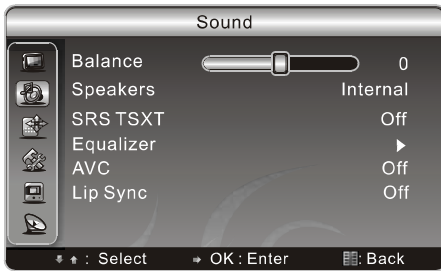 Sound
Balance 0
Speakers Internal
SRS TSXT Off
Equalizer
AVC Off
Lip Sync Off
: Select OK : Enter : Back